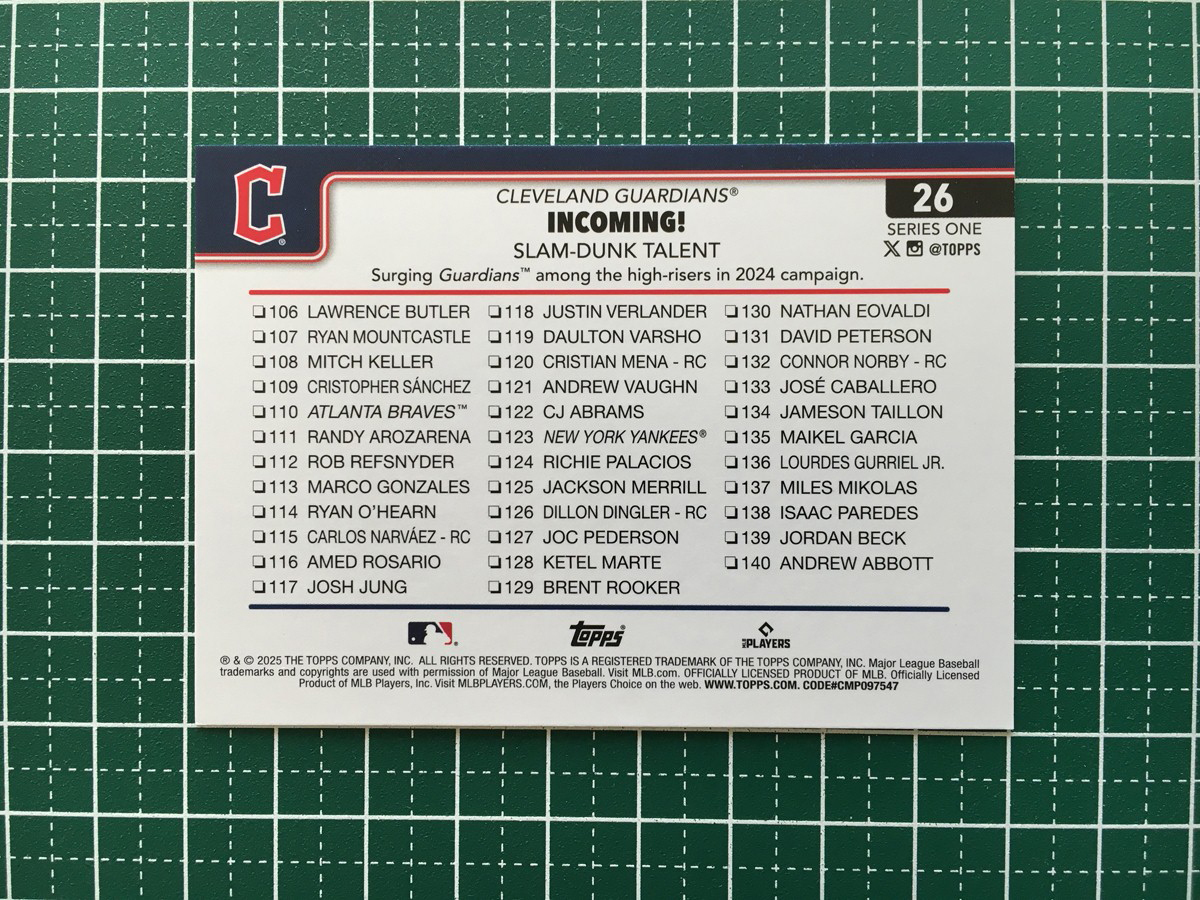 C®
CLEVELAND GUARDIANS®
INCOMING!
SLAM-DUNK TALENT
26
SERIES ONE
X @TOPPS
Surging Guardians™ among the high-risers in 2024 campaign.
❏106 LAWRENCE BUTLER
❏107 RYAN MOUNTCASTLE
❏108 MITCH KELLER
❏109 CRISTOPHER SÁNCHEZ
❏110 ATLANTA BRAVES™
❏111 RANDY AROZARENA
❏112 ROB REFSNYDER
❏113 MARCO GONZALES
❏114 RYAN O'HEARN
❏115 CARLOS NARVÁEZ - RC
❏116 AMED ROSARIO
❏117 JOSH JUNG
❏118 JUSTIN VERLANDER
❏119 DAULTON VARSHO
❏120 CRISTIAN MENA - RC
❏121 ANDREW VAUGHN
❏122 CJ ABRAMS
❏123 NEW YORK YANKEES®
❏124 RICHIE PALACIOS
❏125 JACKSON MERRILL
❏126 DILLON DINGLER - RC
❏127 JOC PEDERSON
❏128 KETEL MARTE
❏129 BRENT ROOKER
❏130 NATHAN EOVALDI
❏131 DAVID PETERSON
❏132 CONNOR NORBY - RC
❏133 JOSÉ CABALLERO
❏134 JAMESON TAILLON
❏135 MAIKEL GARCIA
❏136 LOURDES GURRIEL JR.
❏137 MILES MIKOLAS
❏138 ISAAC PAREDES
❏139 JORDAN BECK
❏140 ANDREW ABBOTT
Topps®
MLB PLAYERS
® & © 2025 THE TOPPS COMPANY, INC. ALL RIGHTS RESERVED. TOPPS IS A REGISTERED TRADEMARK OF THE TOPPS COMPANY, INC. Major League Baseball
trademarks and copyrights are used with permission of Major League Baseball. Visit MLB.com. OFFICIALLY LICENSED PRODUCT OF MLB. Officially Licensed
Product of MLB Players, Inc. Visit MLBPLAYERS.COM, the Players Choice on the web. WWW.TOPPS.COM. CODE#CMP097547